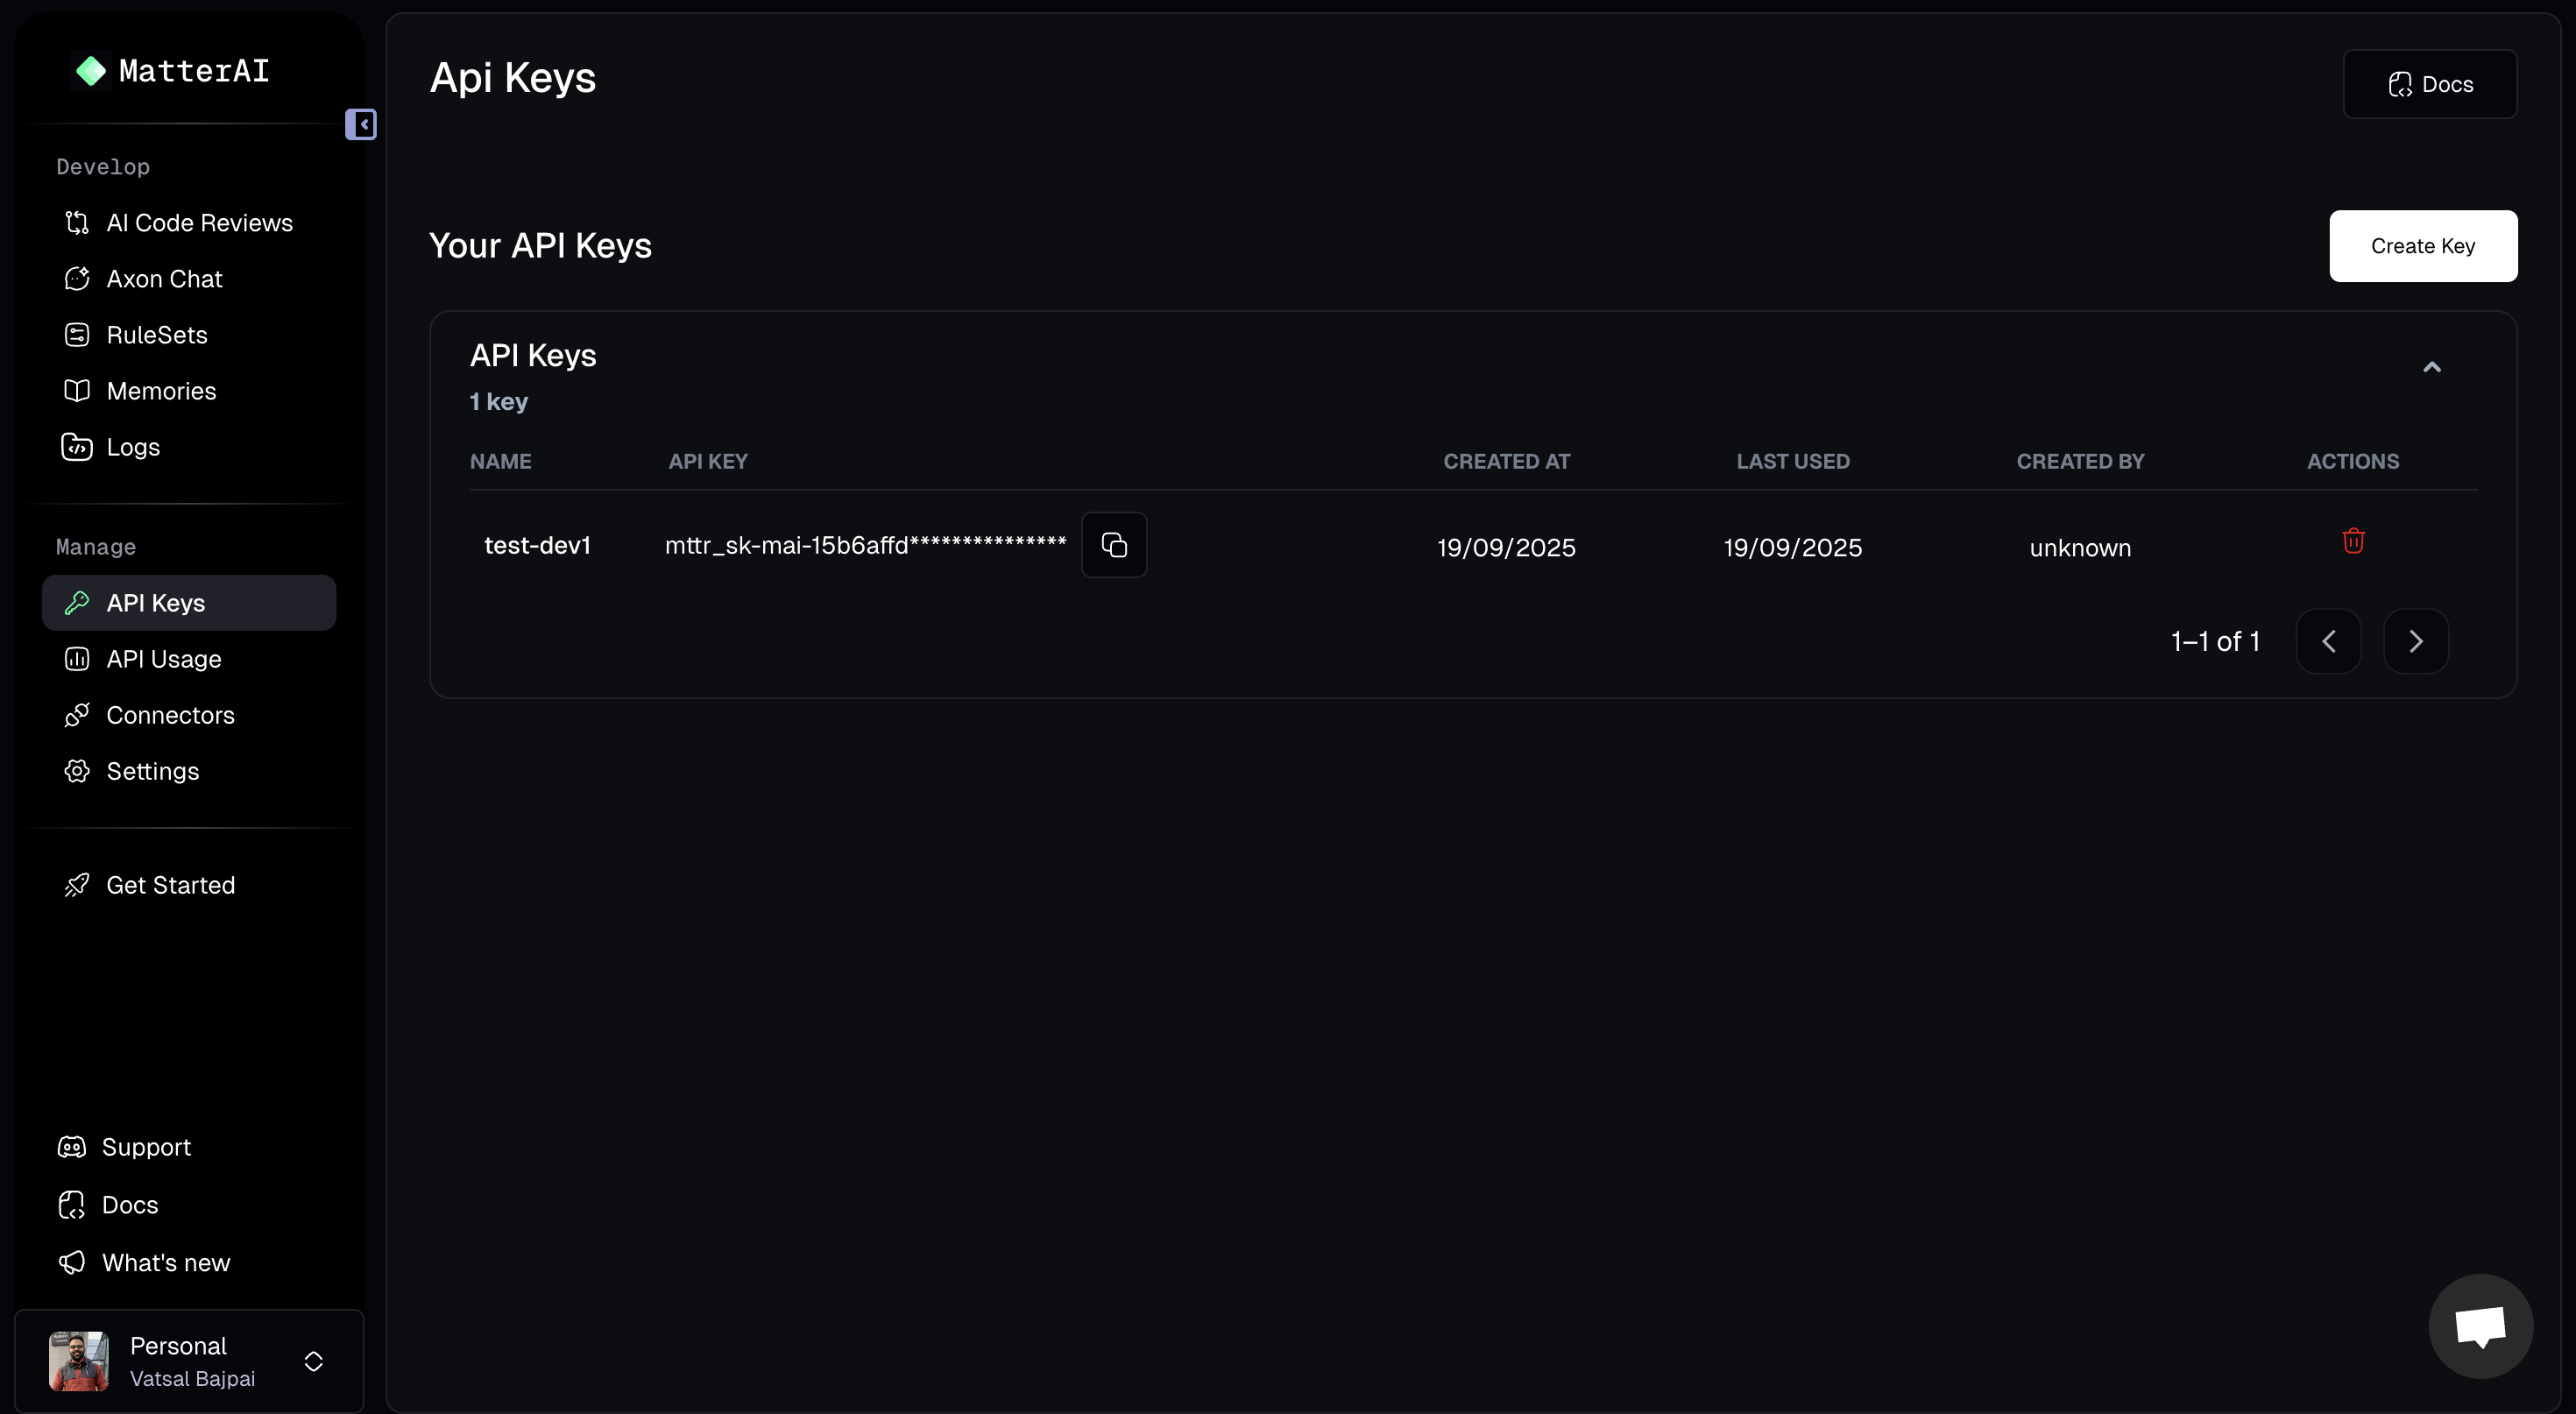 MatterAI
Develop
AI Code Reviews
Axon Chat
RuleSets
Memories
Logs
Manage
API Keys
API Usage
Connectors
Settings
Get Started
Support
Docs
What's new
Personal
Vatsal Bajpai
Api Keys
Docs
Your API Keys
Create Key
API Keys
1 key
NAME API KEY CREATED AT LAST USED CREATED BY ACTIONS
test-dev1 mttr_sk-mai-15b6affd*************** 19/09/2025 19/09/2025 unknown
1–1 of 1